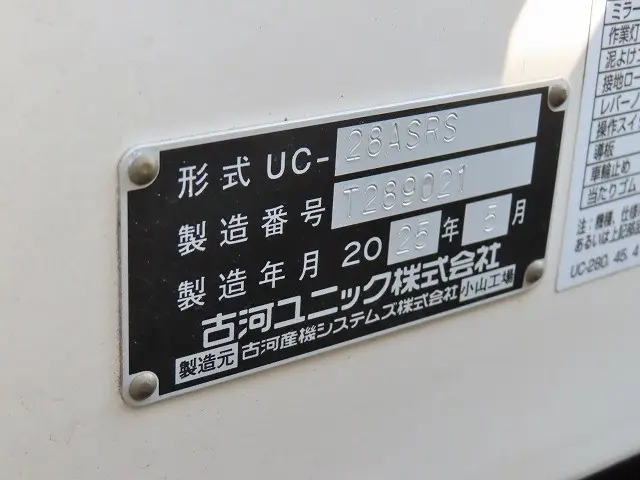 形式 UC-28ASRS
製造番号 T289021
製造年月 2025年5月
古河ユニック株式会社
製造元 古河産機システムズ株式会社 小山工場
ミラー
作業灯
泥よけ
接地ロー
レバー
操作スイ
導板
車輪止め
当たりゴム
注:機種、仕様
あるいは上記部品
UC-280. 45. 4